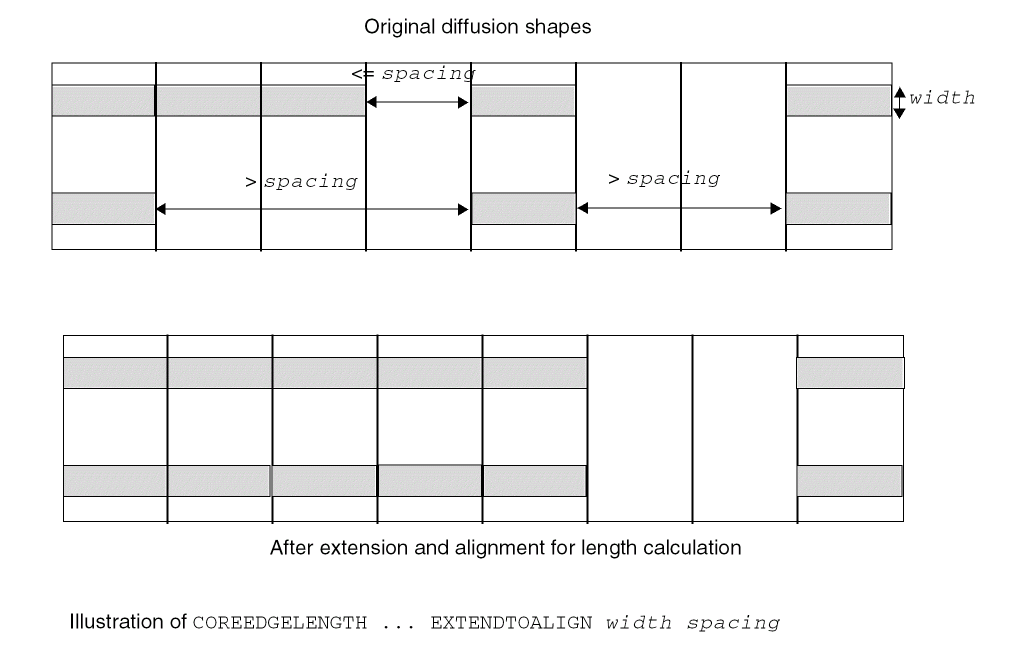 Original diffusion shapes
<= spacing
width
> spacing
> spacing
After extension and alignment for length calculation
Illustration of COREEDGELENGTH ... EXTENDTOALIGN width spacing